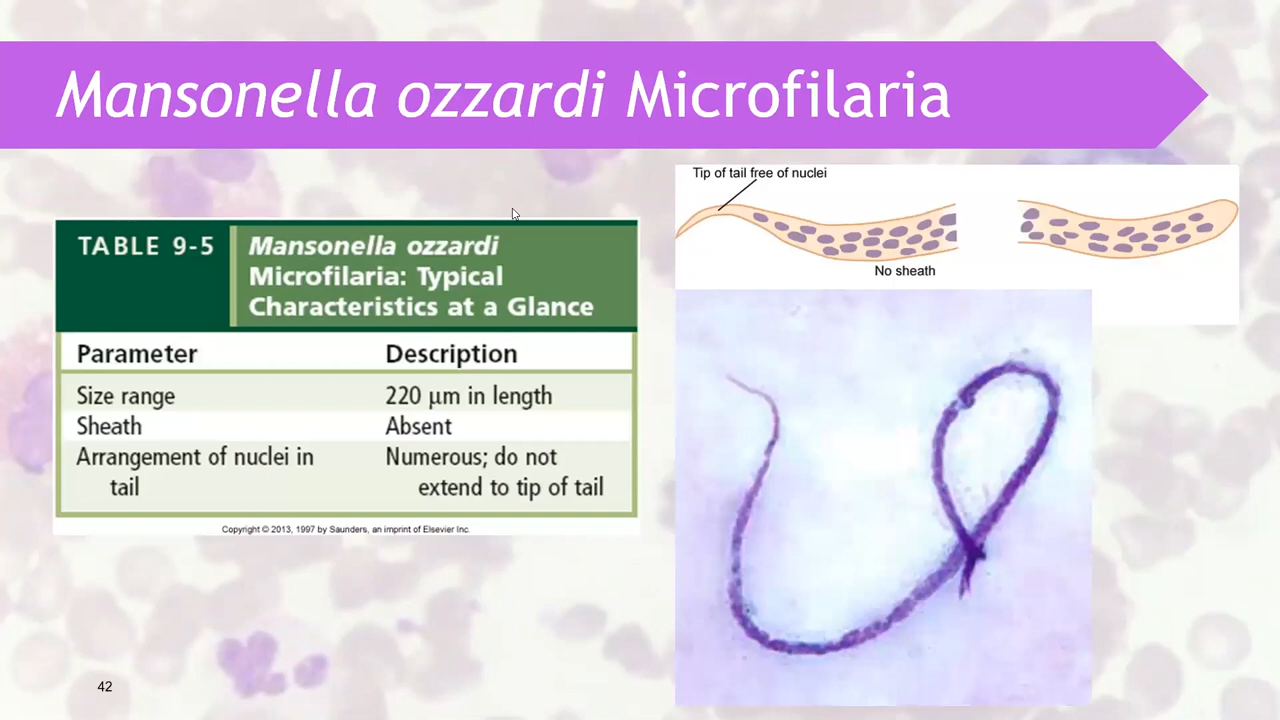 Mansonella ozzardi Microfilaria
TABLE 9-5
Mansonella ozzardi
Microfilaria: Typical
Characteristics at a Glance
Parameter Description
Size range 220 µm in length
Sheath Absent
Arrangement of nuclei in Numerous; do not
tail extend to tip of tail
Copyright © 2013, 1997 by Saunders, an imprint of Elsevier Inc.
Tip of tail free of nuclei
No sheath
42